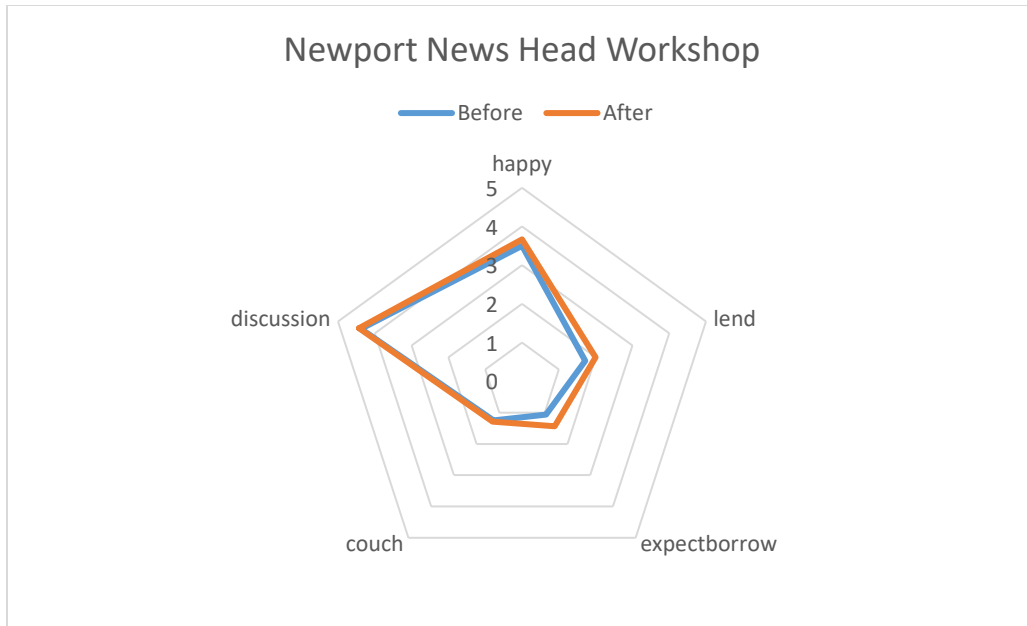 Newport News Head Workshop
Before After
happy
5
4
3
2
1
0
discussion
lend
couch
expectborrow